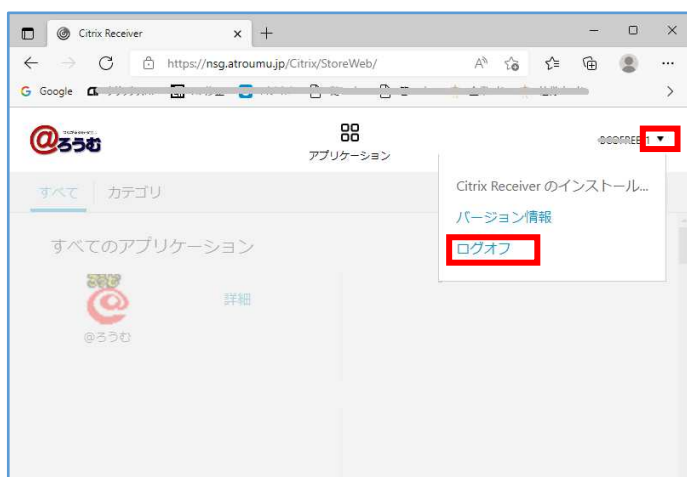 Citrix Receiver
https://nsg.atroumu.jp/Citrix/StoreWeb/
Google
@ろうむ
アプリケーション
すべて カテゴリ
Citrix Receiver のインストール...
バージョン情報
ログオフ
すべてのアプリケーション
詳細
@ろうむ